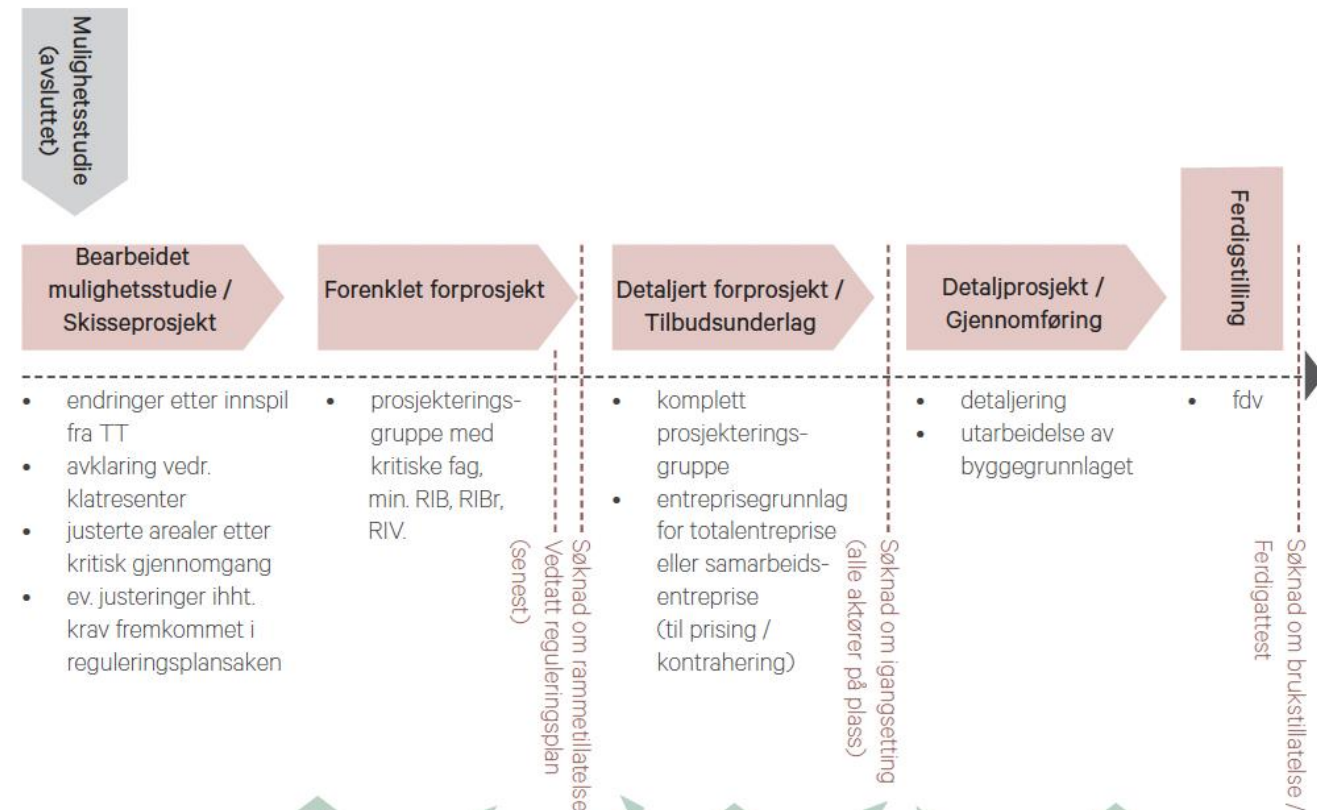 Mulighetsstudie
(avsluttet)
Bearbeidet
mulighetsstudie /
Skisseprosjekt
Forenklet forprosjekt
Detaljert forprosjekt /
Tilbudsunderlag
Detaljprosjekt /
Gjennomføring
Ferdigstilling
• endringer etter innspil
fra TT
• avklaring vedr.
klatresenter
• justerte arealer etter
kritisk gjennomgang
• ev. justeringer ihht.
krav fremkommet i
reguleringsplansaken
• prosjekterings-
gruppe med
kritiske fag,
min. RIB, RIBr,
RIV.
Vedtatt reguleringsplan
(senest)
Søknad om rammetillatelse
• komplett
prosjekterings-
gruppe
• entreprisegrunnlag
for totalentreprise
eller samarbeids-
entreprise
(til prising /
kontrahering)
Søknad om igangsetting
(alle aktører på plass)
• detaljering
• utarbeidelse av
byggegrunnlaget
• fdv
Søknad om brukstillatelse /
Ferdigattest